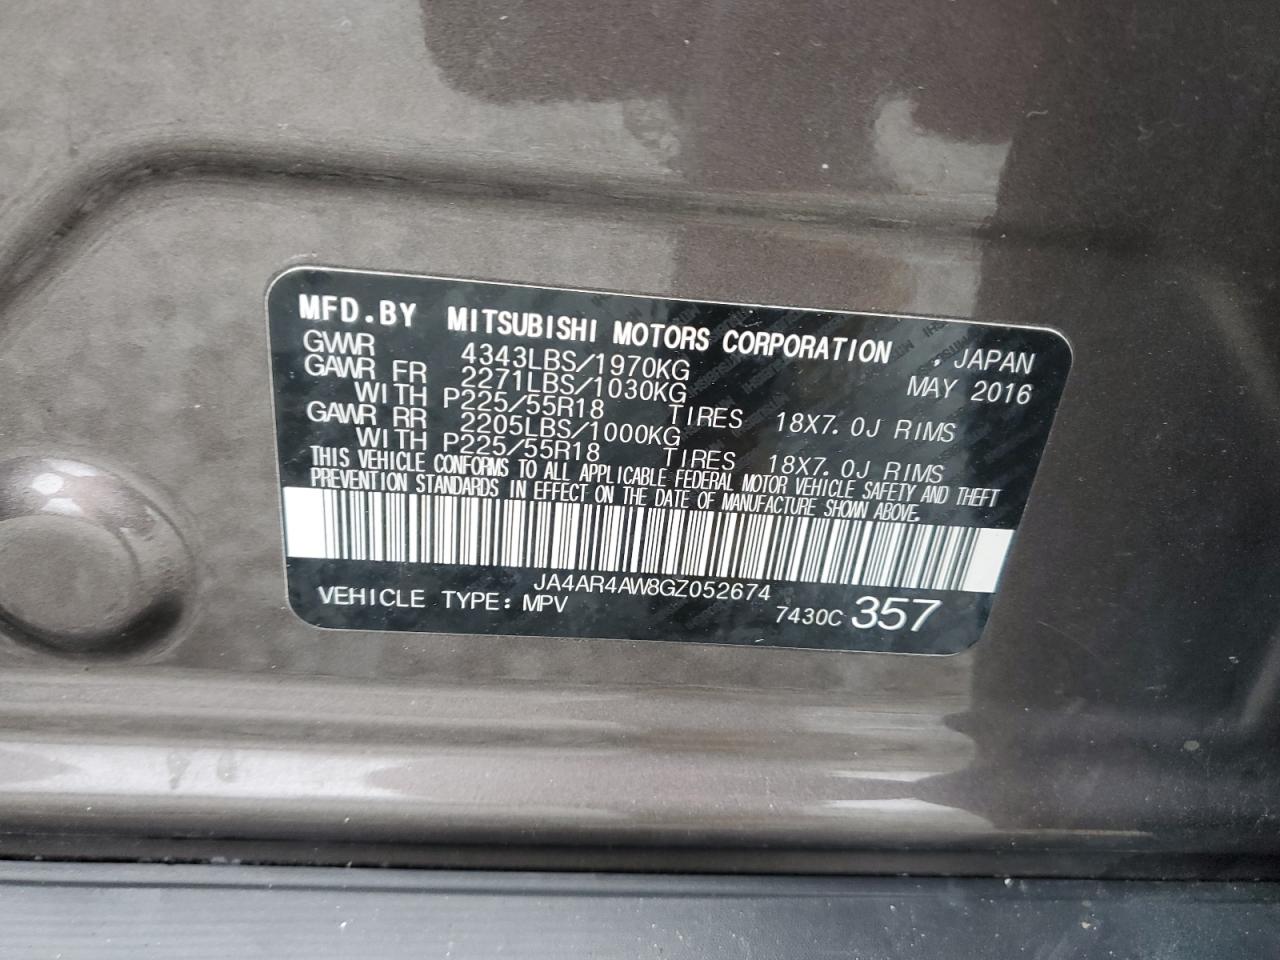 MFD.BY MITSUBISHI MOTORS CORPORATION , JAPAN
GVWR 4343LBS/1970KG MAY 2016
GAWR FR 2271LBS/1030KG
WITH P225/55R18 TIRES 18X7.0J RIMS
GAWR RR 2205LBS/1000KG
WITH P225/55R18 TIRES 18X7.0J RIMS
THIS VEHICLE CONFORMS TO ALL APPLICABLE FEDERAL MOTOR VEHICLE SAFETY AND THEFT
PREVENTION STANDARDS IN EFFECT ON THE DATE OF MANUFACTURE SHOWN ABOVE.
JA4AR4AW8GZ052674
VEHICLE TYPE: MPV 7430C 357